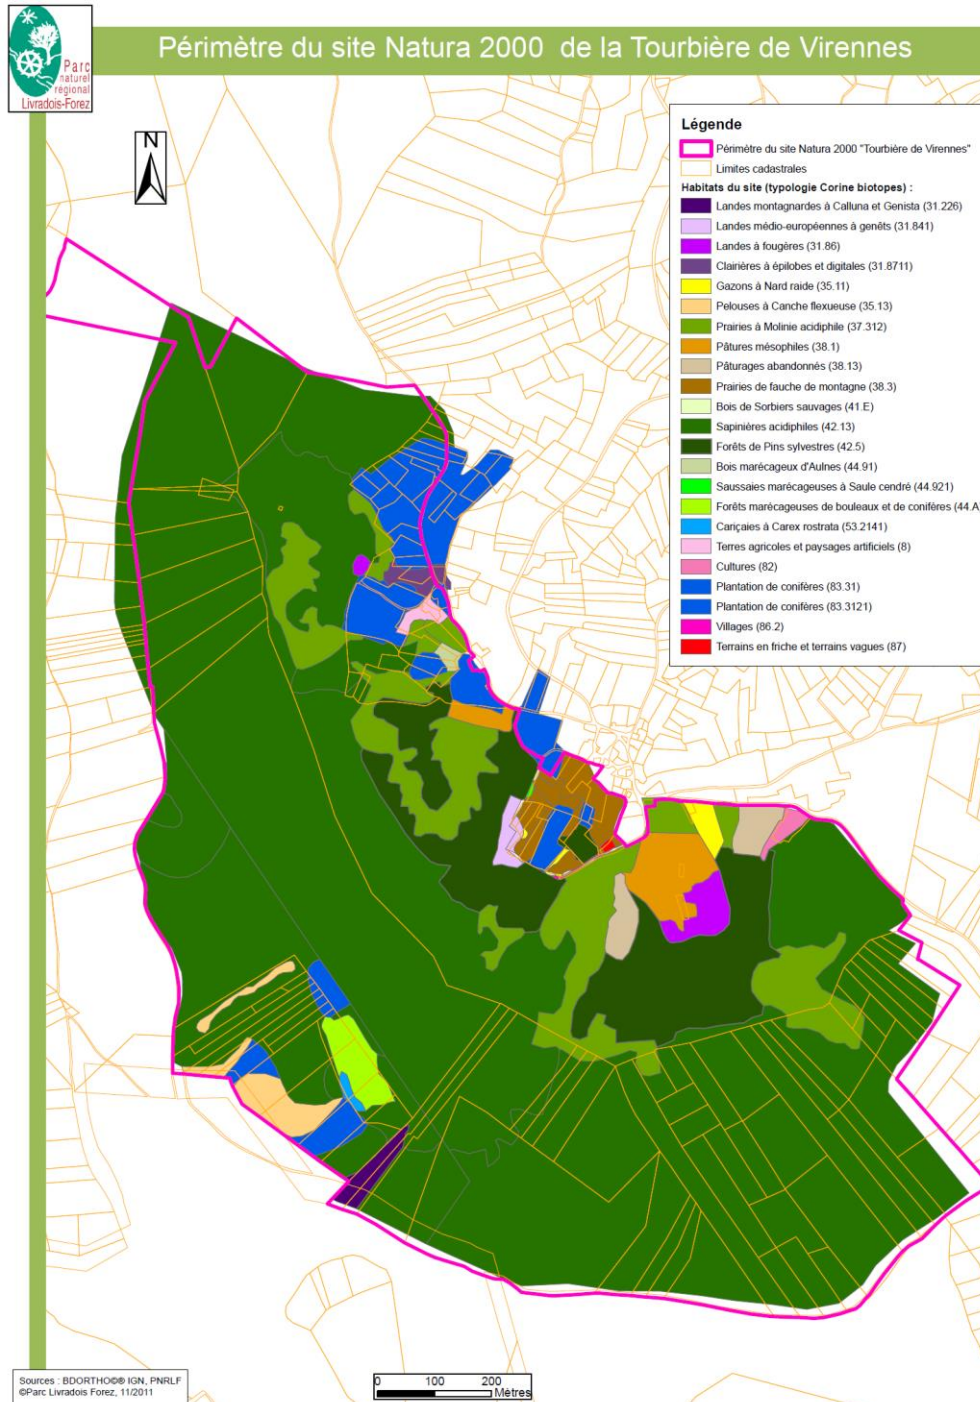 Périmètre du site Natura 2000 de la Tourbière de Virennes
Parc
naturel
régional
Livradois-Forez
N
Légende
Périmètre du site Natura 2000 "Tourbière de Virennes"
Limites cadastrales
Habitats du site (typologie Corine biotopes) :
Landes montagnardes à Calluna et Genista (31.226)
Landes médio-européennes à genêts (31.841)
Landes à fougères (31.86)
Clairières à épilobes et digitales (31.8711)
Gazons à Nard raide (35.11)
Pelouses à Canche flexueuse (35.13)
Prairies à Molinie acidiphile (37.312)
Pâtures mésophiles (38.1)
Pâturages abandonnés (38.13)
Prairies de fauche de montagne (38.3)
Bois de Sorbiers sauvages (41.E)
Sapinières acidiphiles (42.13)
Forêts de Pins sylvestres (42.5)
Bois marécageux d'Aulnes (44.91)
Saussaies marécageuses à Saule cendré (44.921)
Forêts marécageuses de bouleaux et de conifères (44.A
Cariçaies à Carex rostrata (53.2141)
Terres agricoles et paysages artificiels (8)
Cultures (82)
Plantation de conifères (83.31)
Plantation de conifères (83.3121)
Villages (86.2)
Terrains en friche et terrains vagues (87)
Sources : BDORTHO©® IGN, PNRLF
©Parc Livradois Forez, 11/2011
0 100 200
Mètres